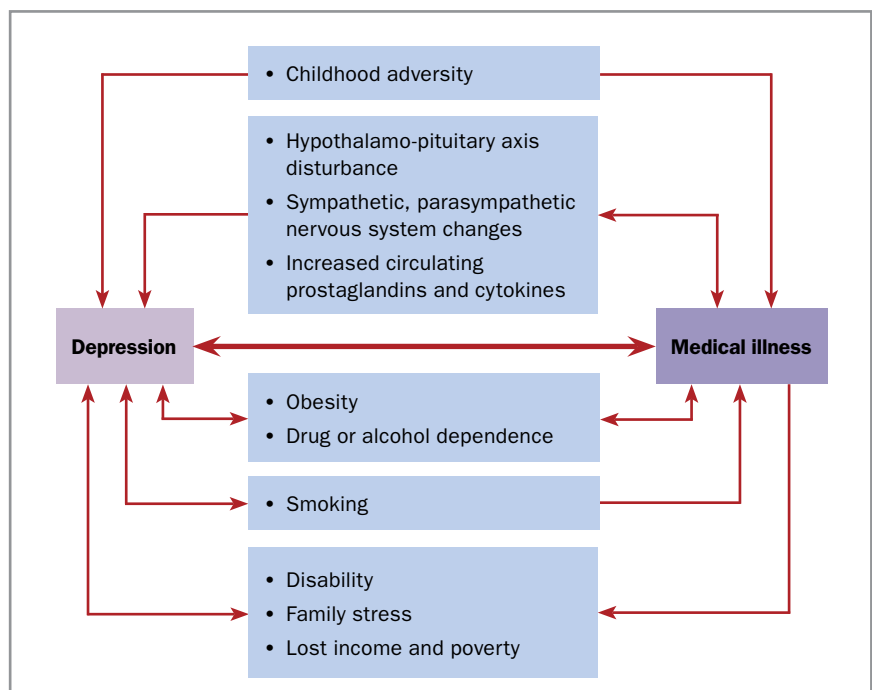 • Childhood adversity
• Hypothalamo-pituitary axis
disturbance
• Sympathetic, parasympathetic
nervous system changes
• Increased circulating
prostaglandins and cytokines
Depression
Medical illness
• Obesity
• Drug or alcohol dependence
• Smoking
• Disability
• Family stress
• Lost income and poverty